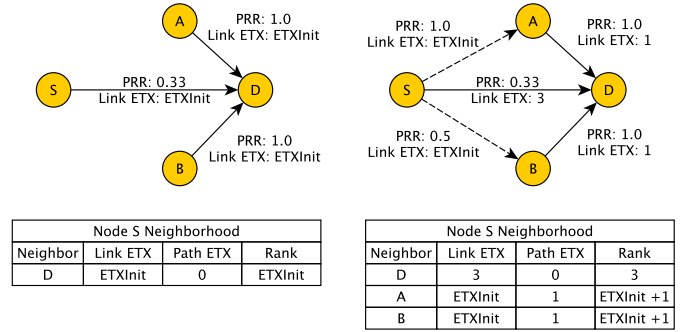 A
PRR: 1.0
Link ETX: ETXInit
S
PRR: 0.33
Link ETX: ETXInit
D
PRR: 1.0
Link ETX: ETXInit
B
Node S Neighborhood
Neighbor Link ETX Path ETX Rank
D ETXInit 0 ETXInit
PRR: 1.0
Link ETX: ETXInit
A
PRR: 1.0
Link ETX: 1
S
PRR: 0.33
Link ETX: 3
D
PRR: 0.5
Link ETX: ETXInit
PRR: 1.0
Link ETX: 1
B
Node S Neighborhood
Neighbor Link ETX Path ETX Rank
D 3 0 3
A ETXInit 1 ETXInit +1
B ETXInit 1 ETXInit +1